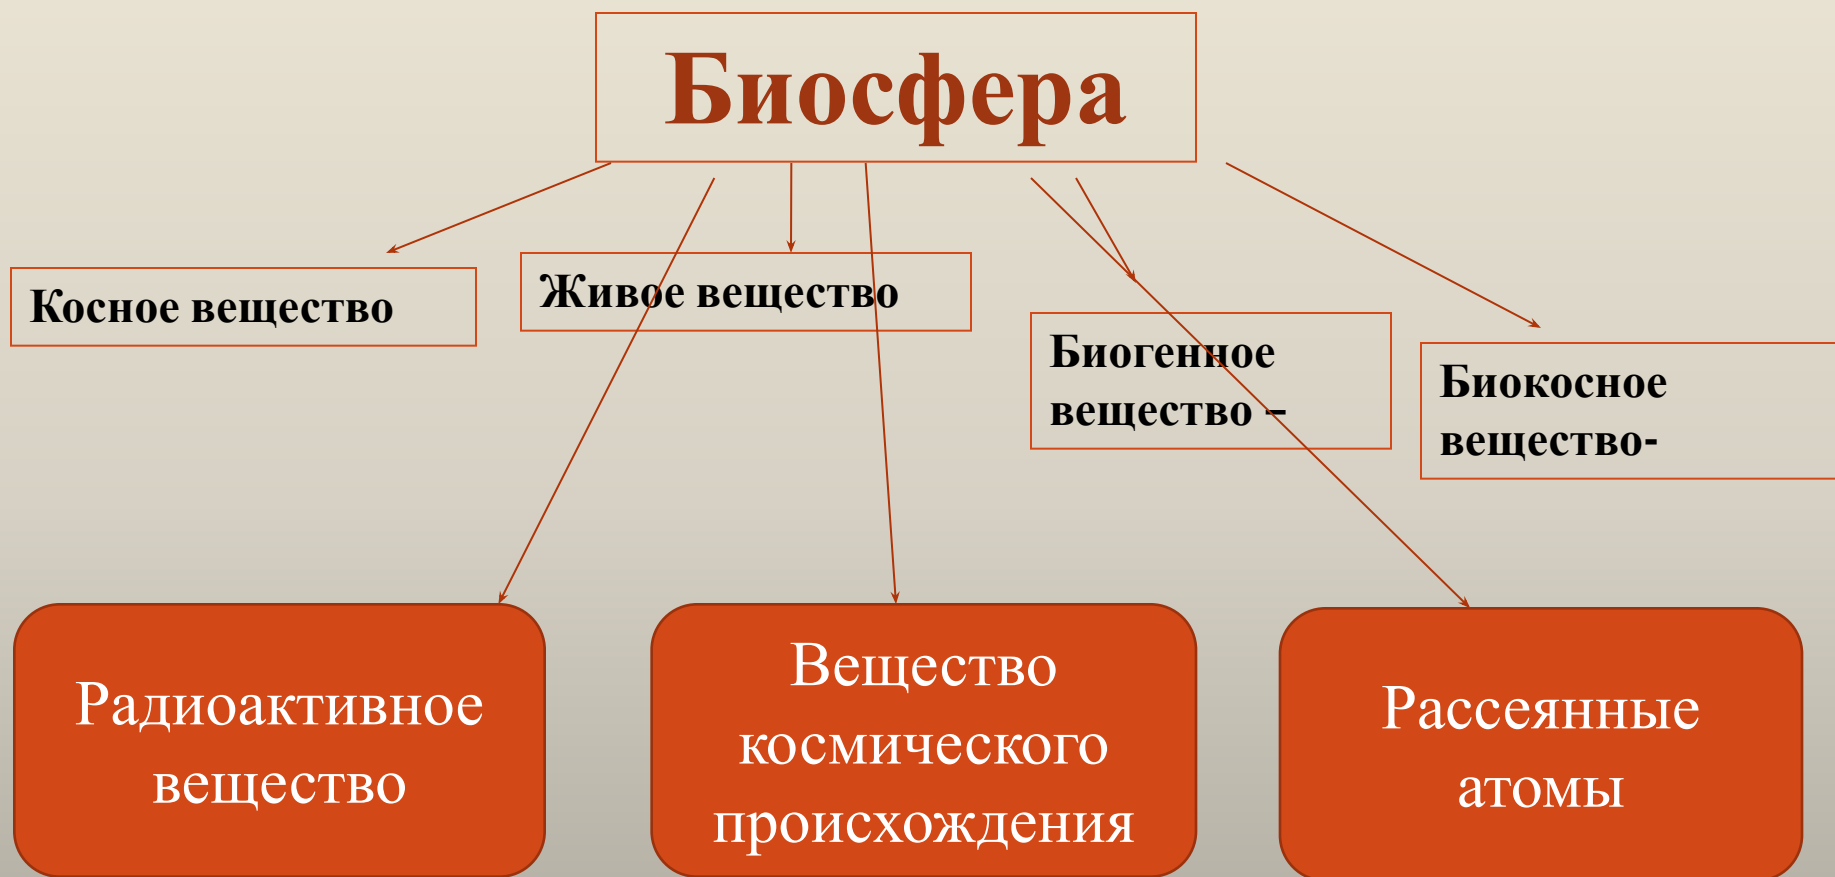 Биосфера
Косное вещество
Живое вещество
Биогенное
вещество –
Биокосное
вещество-
Радиоактивное
вещество
Вещество
космического
происхождения
Рассеянные
атомы